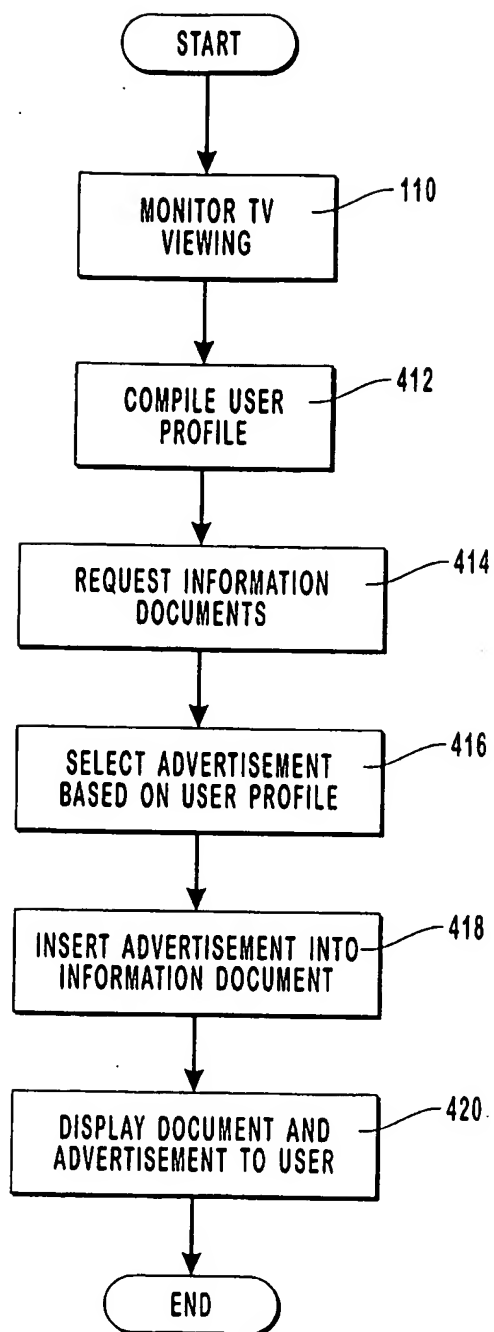 START
MONITOR TV
VIEWING
110
COMPILE USER
PROFILE
412
REQUEST INFORMATION
DOCUMENTS
414
SELECT ADVERTISEMENT
BASED ON USER PROFILE
416
INSERT ADVERTISEMENT INTO
INFORMATION DOCUMENT
418
DISPLAY DOCUMENT AND
ADVERTISEMENT TO USER
420
END